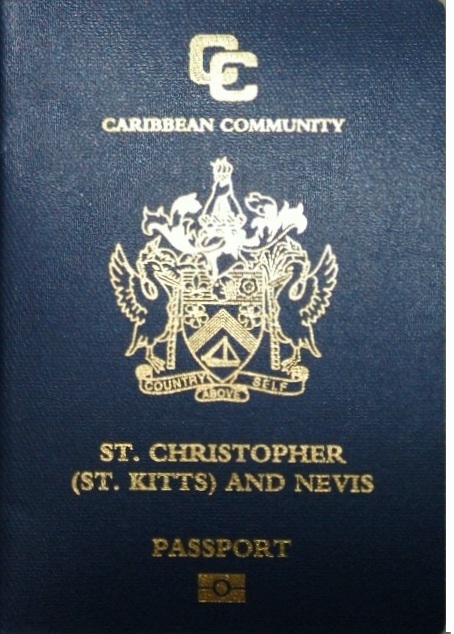 CC
CARIBBEAN COMMUNITY
COUNTRY ABOVE SELF
ST. CHRISTOPHER
(ST. KITTS) AND NEVIS
PASSPORT